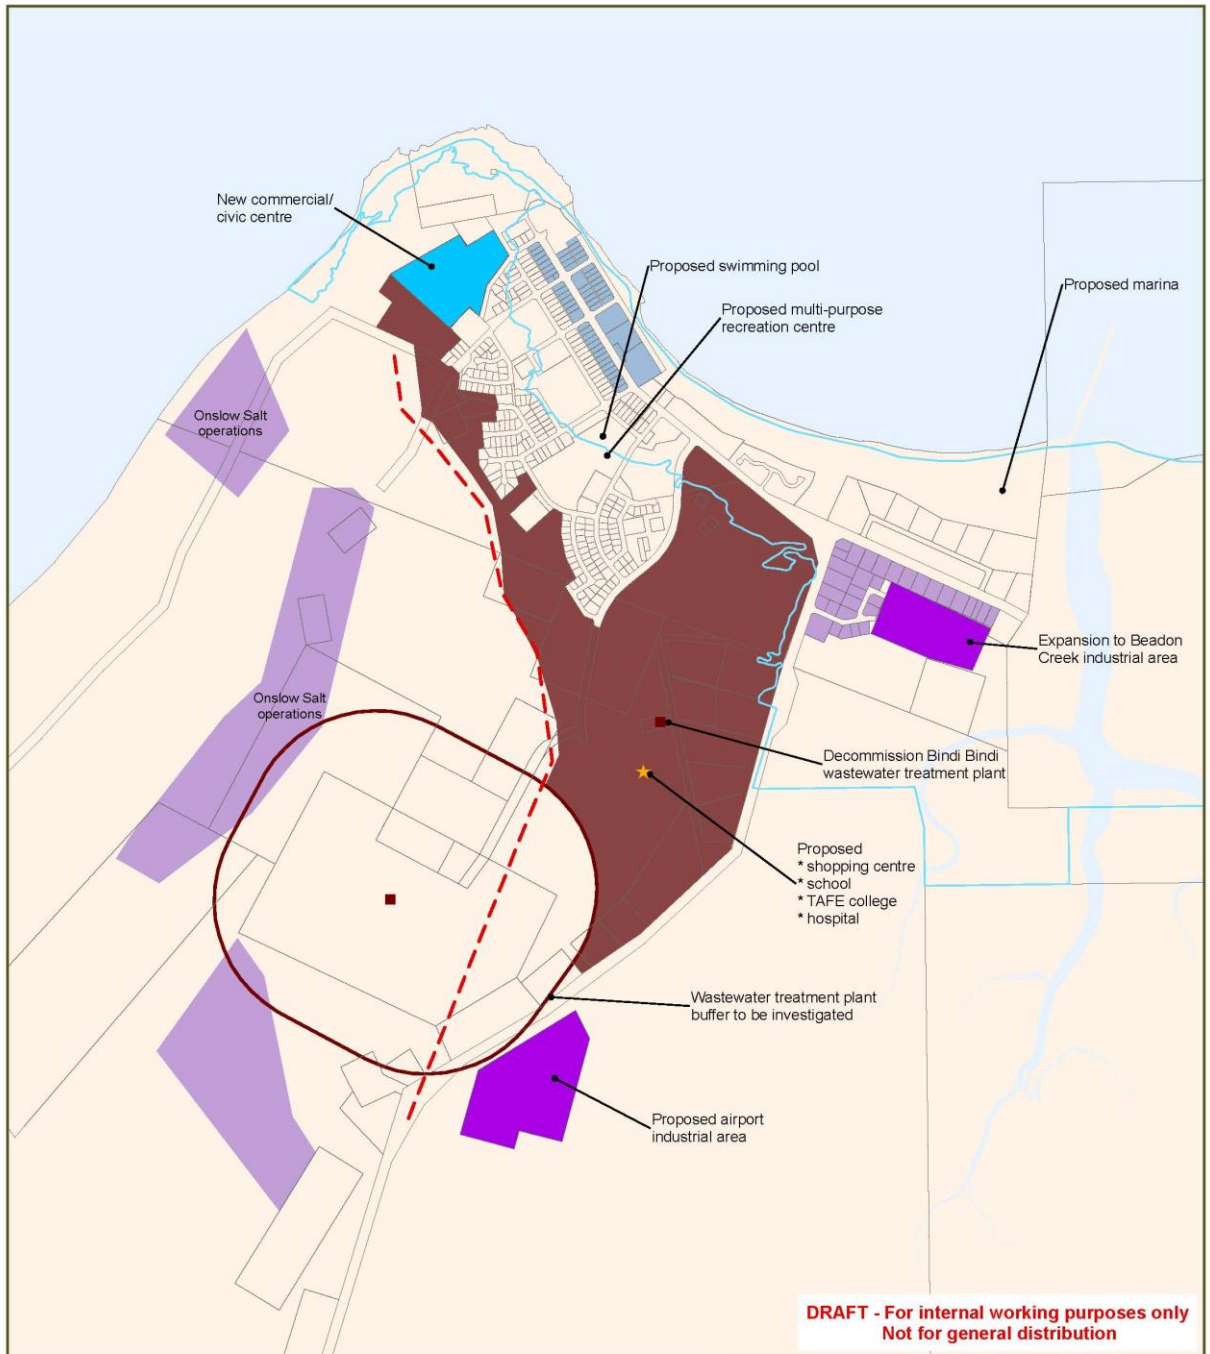 New commercial/
civic centre
Proposed swimming pool
Proposed multi-purpose
recreation centre
Proposed marina
Onslow Salt
operations
Expansion to Beadon
Creek industrial area
Onslow Salt
operations
Decommission Bindi Bindi
wastewater treatment plant
Proposed
* shopping centre
* school
* TAFE college
* hospital
Wastewater treatment plant
buffer to be investigated
Proposed airport
industrial area
DRAFT - For internal working purposes only
Not for general distribution